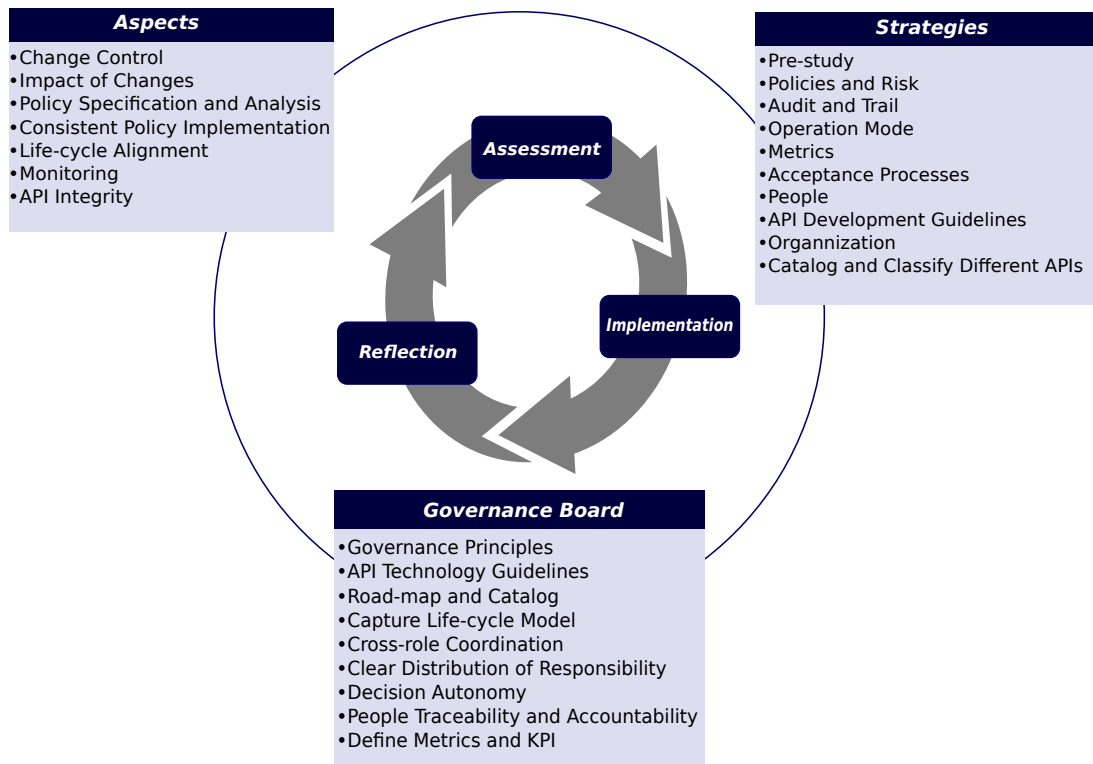 Aspects
•Change Control
•Impact of Changes
•Policy Specification and Analysis
•Consistent Policy Implementation
•Life-cycle Alignment
•Monitoring
•API Integrity
Strategies
•Pre-study
•Policies and Risk
•Audit and Trail
•Operation Mode
•Metrics
•Acceptance Processes
•People
•API Development Guidelines
•Organnization
•Catalog and Classify Different APIs
Assessment
Implementation
Reflection
Governance Board
•Governance Principles
•API Technology Guidelines
•Road-map and Catalog
•Capture Life-cycle Model
•Cross-role Coordination
•Clear Distribution of Responsibility
•Decision Autonomy
•People Traceability and Accountability
•Define Metrics and KPI